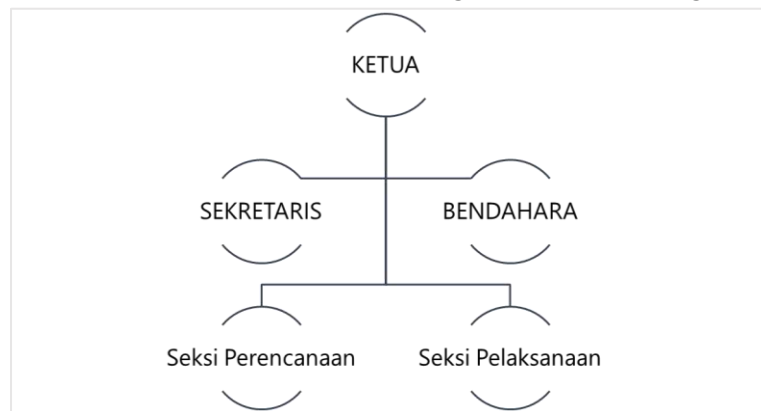 KETUA
SEKRETARIS
BENDAHARA
Seksi Perencanaan
Seksi Pelaksanaan